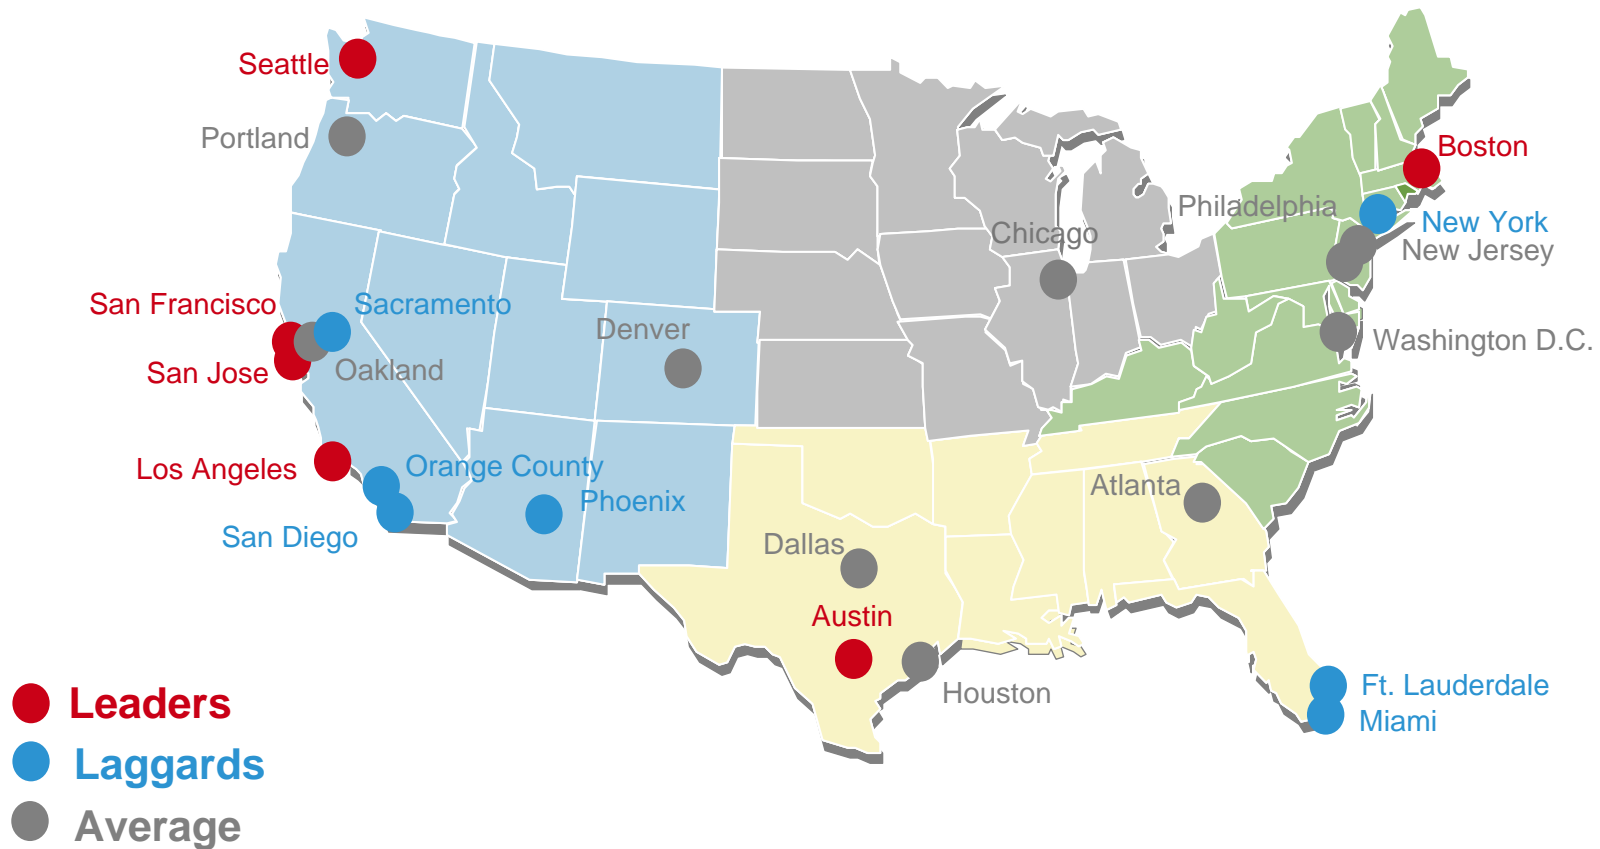 Seattle
Portland
Boston
Philadelphia
New York
Chicago
New Jersey
San Francisco
Sacramento
Denver
Washington D.C.
San Jose
Oakland
Los Angeles
Orange County
Phoenix
Atlanta
San Diego
Dallas
Austin
Houston
Ft. Lauderdale
Miami
Leaders
Laggards
Average